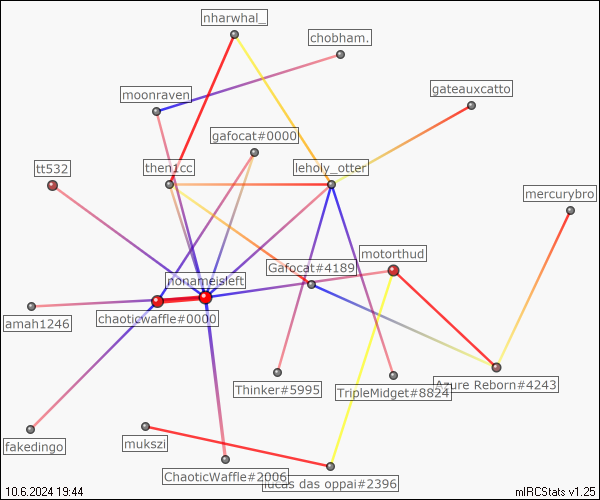 nharwhal_
chobham.
moonraven
gateauxcatto
gafocat#0000
tt532
then1cc
leholy_otter
mercurybro
motorthud
Gafocat#4189
nonameisleft
chaoticwaffle#0000
amah1246
Thinker#5995
TripleMidget#8824
Azure Reborn#4243
fakedingo
mukszi
ChaoticWaffle#2006
lucas das oppai#2396
10.6.2024 19:44
mIRCStats v1.25